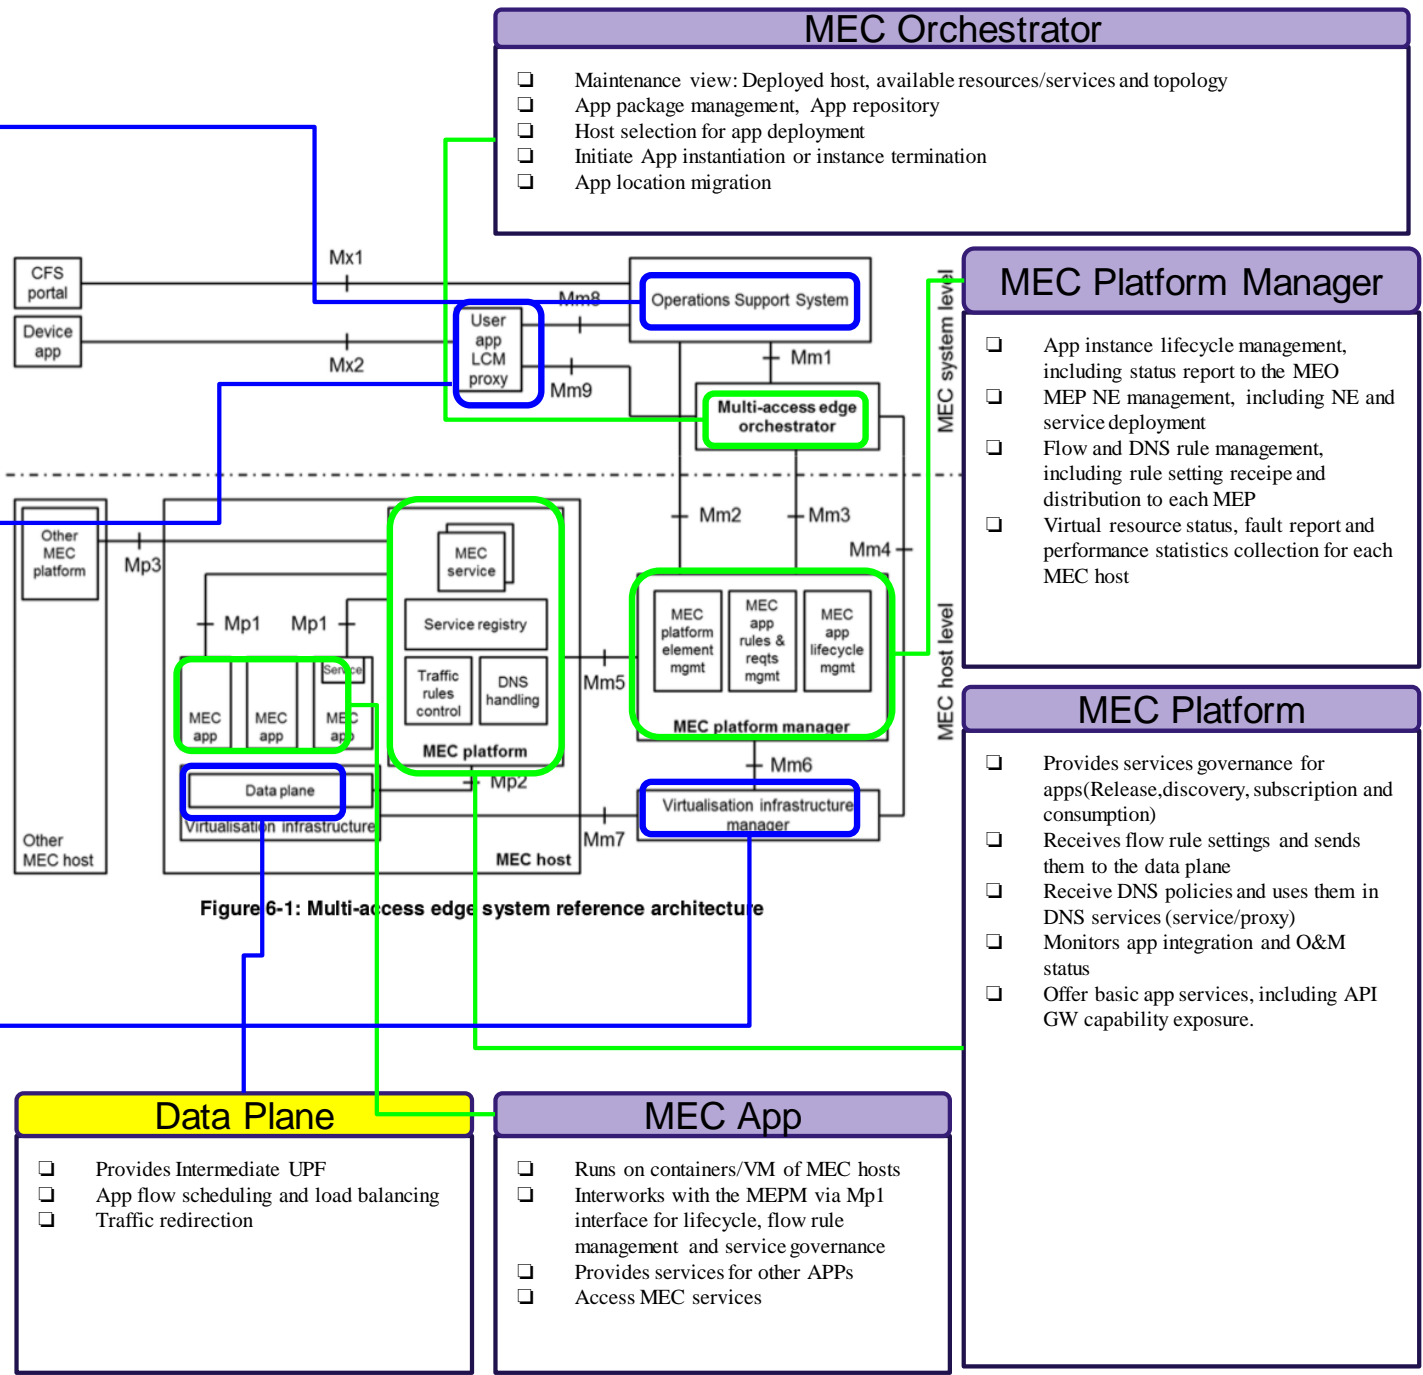 MEC Orchestrator
❑ Maintenance view: Deployed host, available resources/services and topology
❑ App package management, App repository
❑ Host selection for app deployment
❑ Initiate App instantiation or instance termination
❑ App location migration
CFS
portal
Device
app
Mx1
Mx2
User
app
LCM
proxy
Mm8
Mm9
Operations Support System
Mm1
Multi-access edge
orchestrator
MEC system level
Mm2
Mm3
Mm4
Other
MEC
platform
Mp3
Other
MEC host
MEC
service
Service registry
Traffic
rules
control
DNS
handling
MEC platform
Mp1
Mp1
Service
MEC
app
MEC
app
MEC
app
Mp2
Data plane
Virtualisation infrastructure
MEC host
Mm5
MEC
platform
element
mgmt
MEC
app
rules &
reqts
mgmt
MEC
app
lifecycle
mgmt
MEC platform manager
Mm6
Mm7
Virtualisation infrastructure
manager
MEC host level
Figure 6-1: Multi-access edge system reference architecture
MEC Platform Manager
❑ App instance lifecycle management,
including status report to the MEO
❑ MEP NE management, including NE and
service deployment
❑ Flow and DNS rule management,
including rule setting receipe and
distribution to each MEP
❑ Virtual resource status, fault report and
performance statistics collection for each
MEC host
MEC Platform
❑ Provides services governance for
apps(Release,discovery, subscription and
consumption)
❑ Receives flow rule settings and sends
them to the data plane
❑ Receive DNS policies and uses them in
DNS services (service/proxy)
❑ Monitors app integration and O&M
status
❑ Offer basic app services, including API
GW capability exposure.
Data Plane
❑ Provides Intermediate UPF
❑ App flow scheduling and load balancing
❑ Traffic redirection
MEC App
❑ Runs on containers/VM of MEC hosts
❑ Interworks with the MEPM via Mp1
interface for lifecycle, flow rule
management and service governance
❑ Provides services for other APPs
❑ Access MEC services